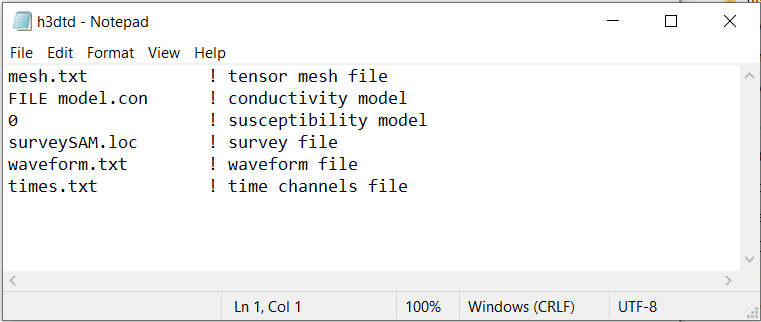 h3dtd - Notepad
File Edit Format View Help
mesh.txt ! tensor mesh file
FILE model.con ! conductivity model
0 ! susceptibility model
surveySAM.loc ! survey file
waveform.txt ! waveform file
times.txt ! time channels file
Ln 1, Col 1 100% Windows (CRLF) UTF-8